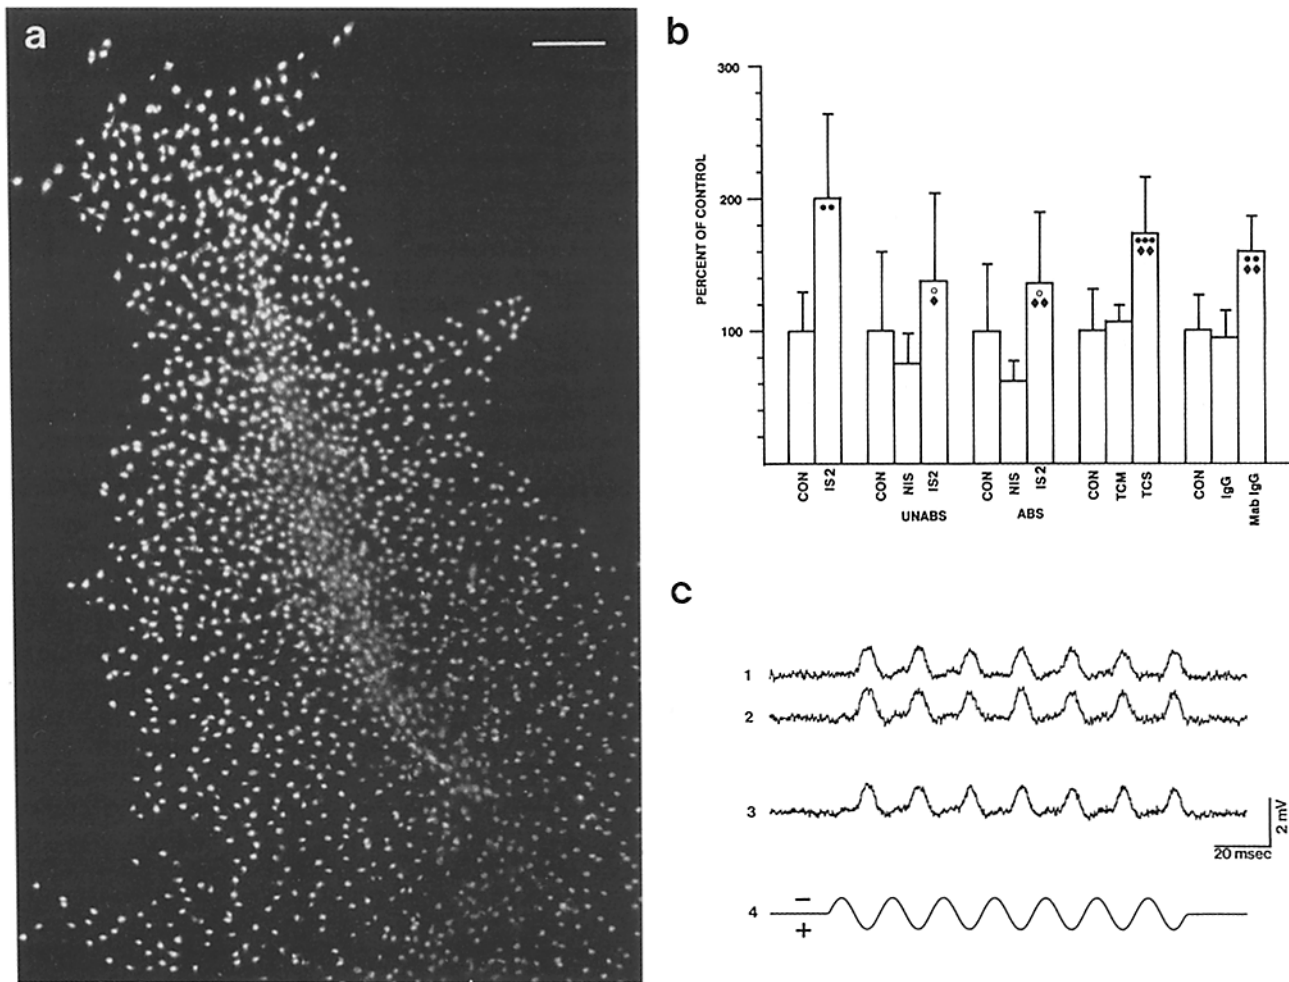 a
b
300
200
100
PERCENT OF CONTROL
CON
IS2
CON
NIS
IS2
UNABS
CON
NIS
IS2
ABS
CON
TCM
TCS
CON
IgG
Mab IgG
c
1
2
3
2 mV
20 msec
4
−
+